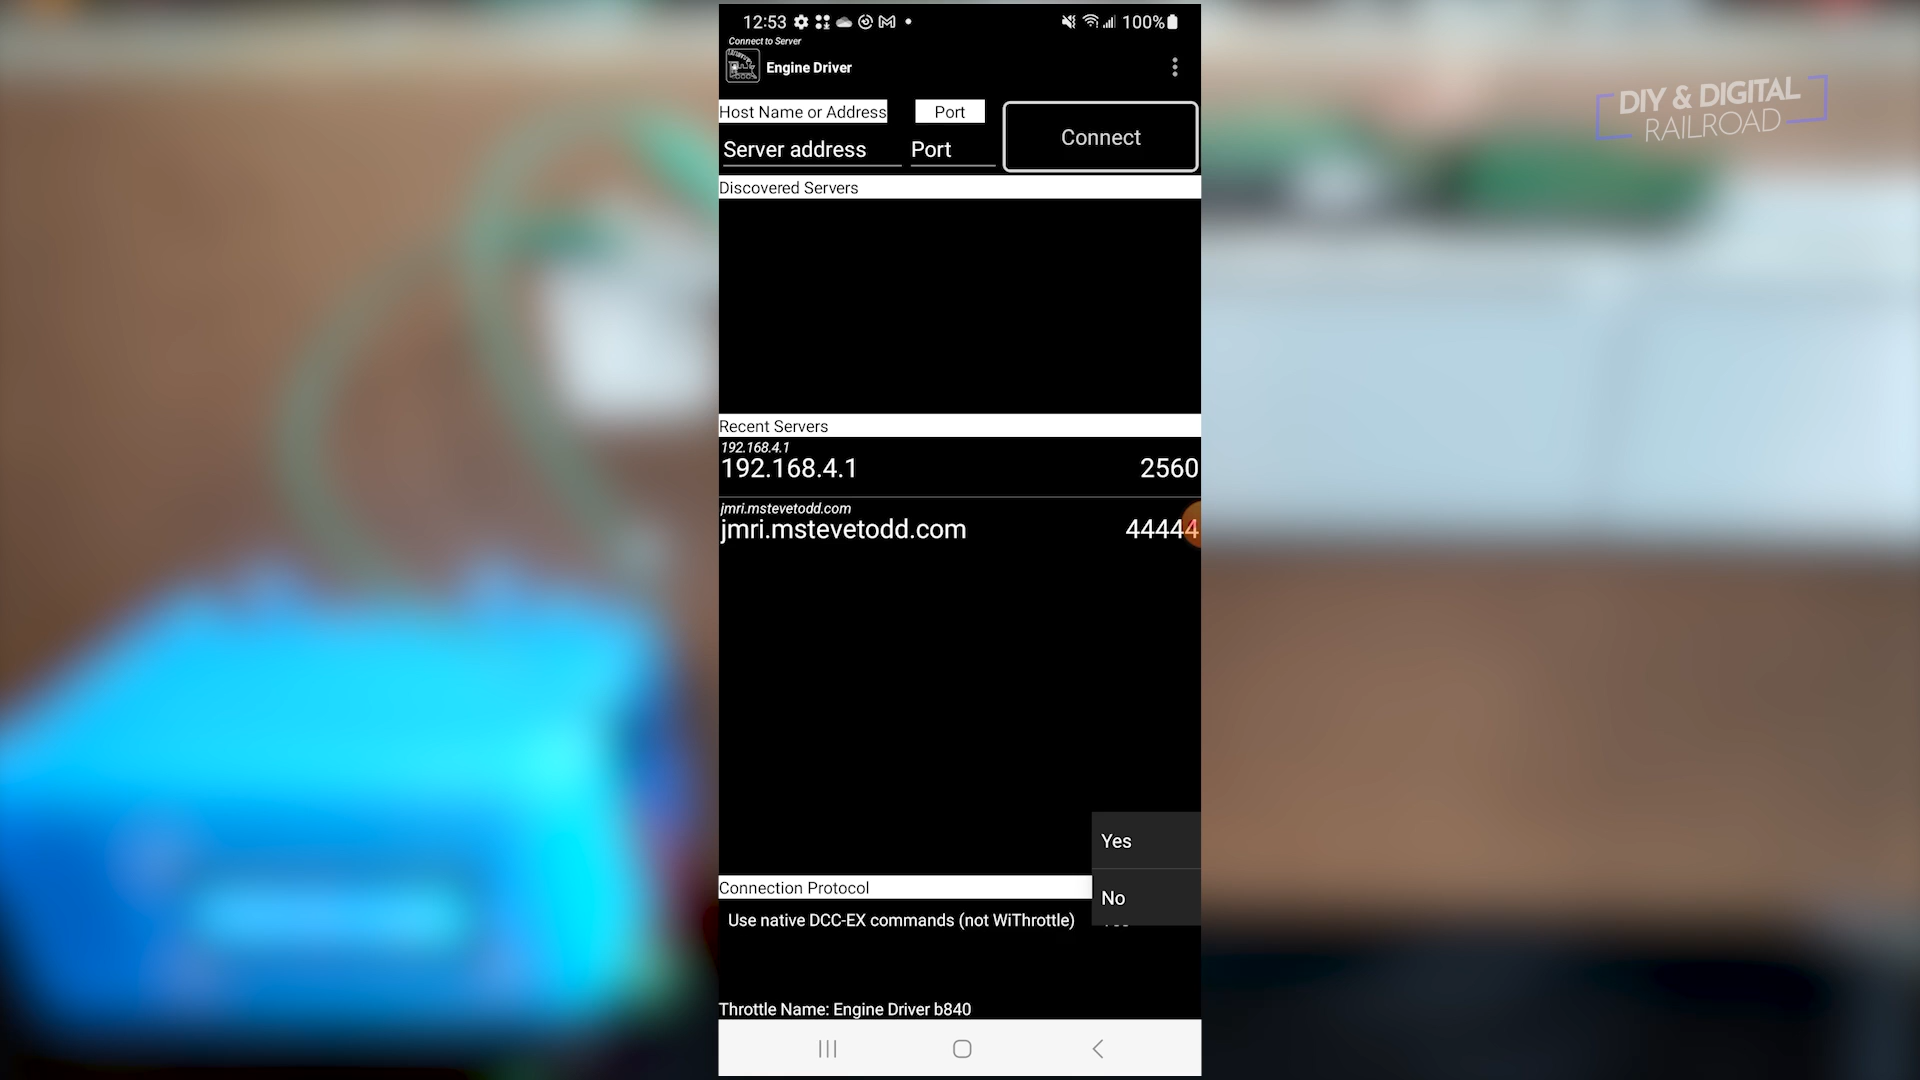 12:53
100%
Connect to Server
Engine Driver
DIY & DIGITAL
RAILROAD
Host Name or Address
Port
Connect
Server address
Port
Discovered Servers
Recent Servers
192.168.4.1
192.168.4.1 2560
jmri.mstevetodd.com
jmri.mstevetodd.com 44444
Yes
No
Connection Protocol
Use native DCC-EX commands (not WiThrottle)
Throttle Name: Engine Driver b840